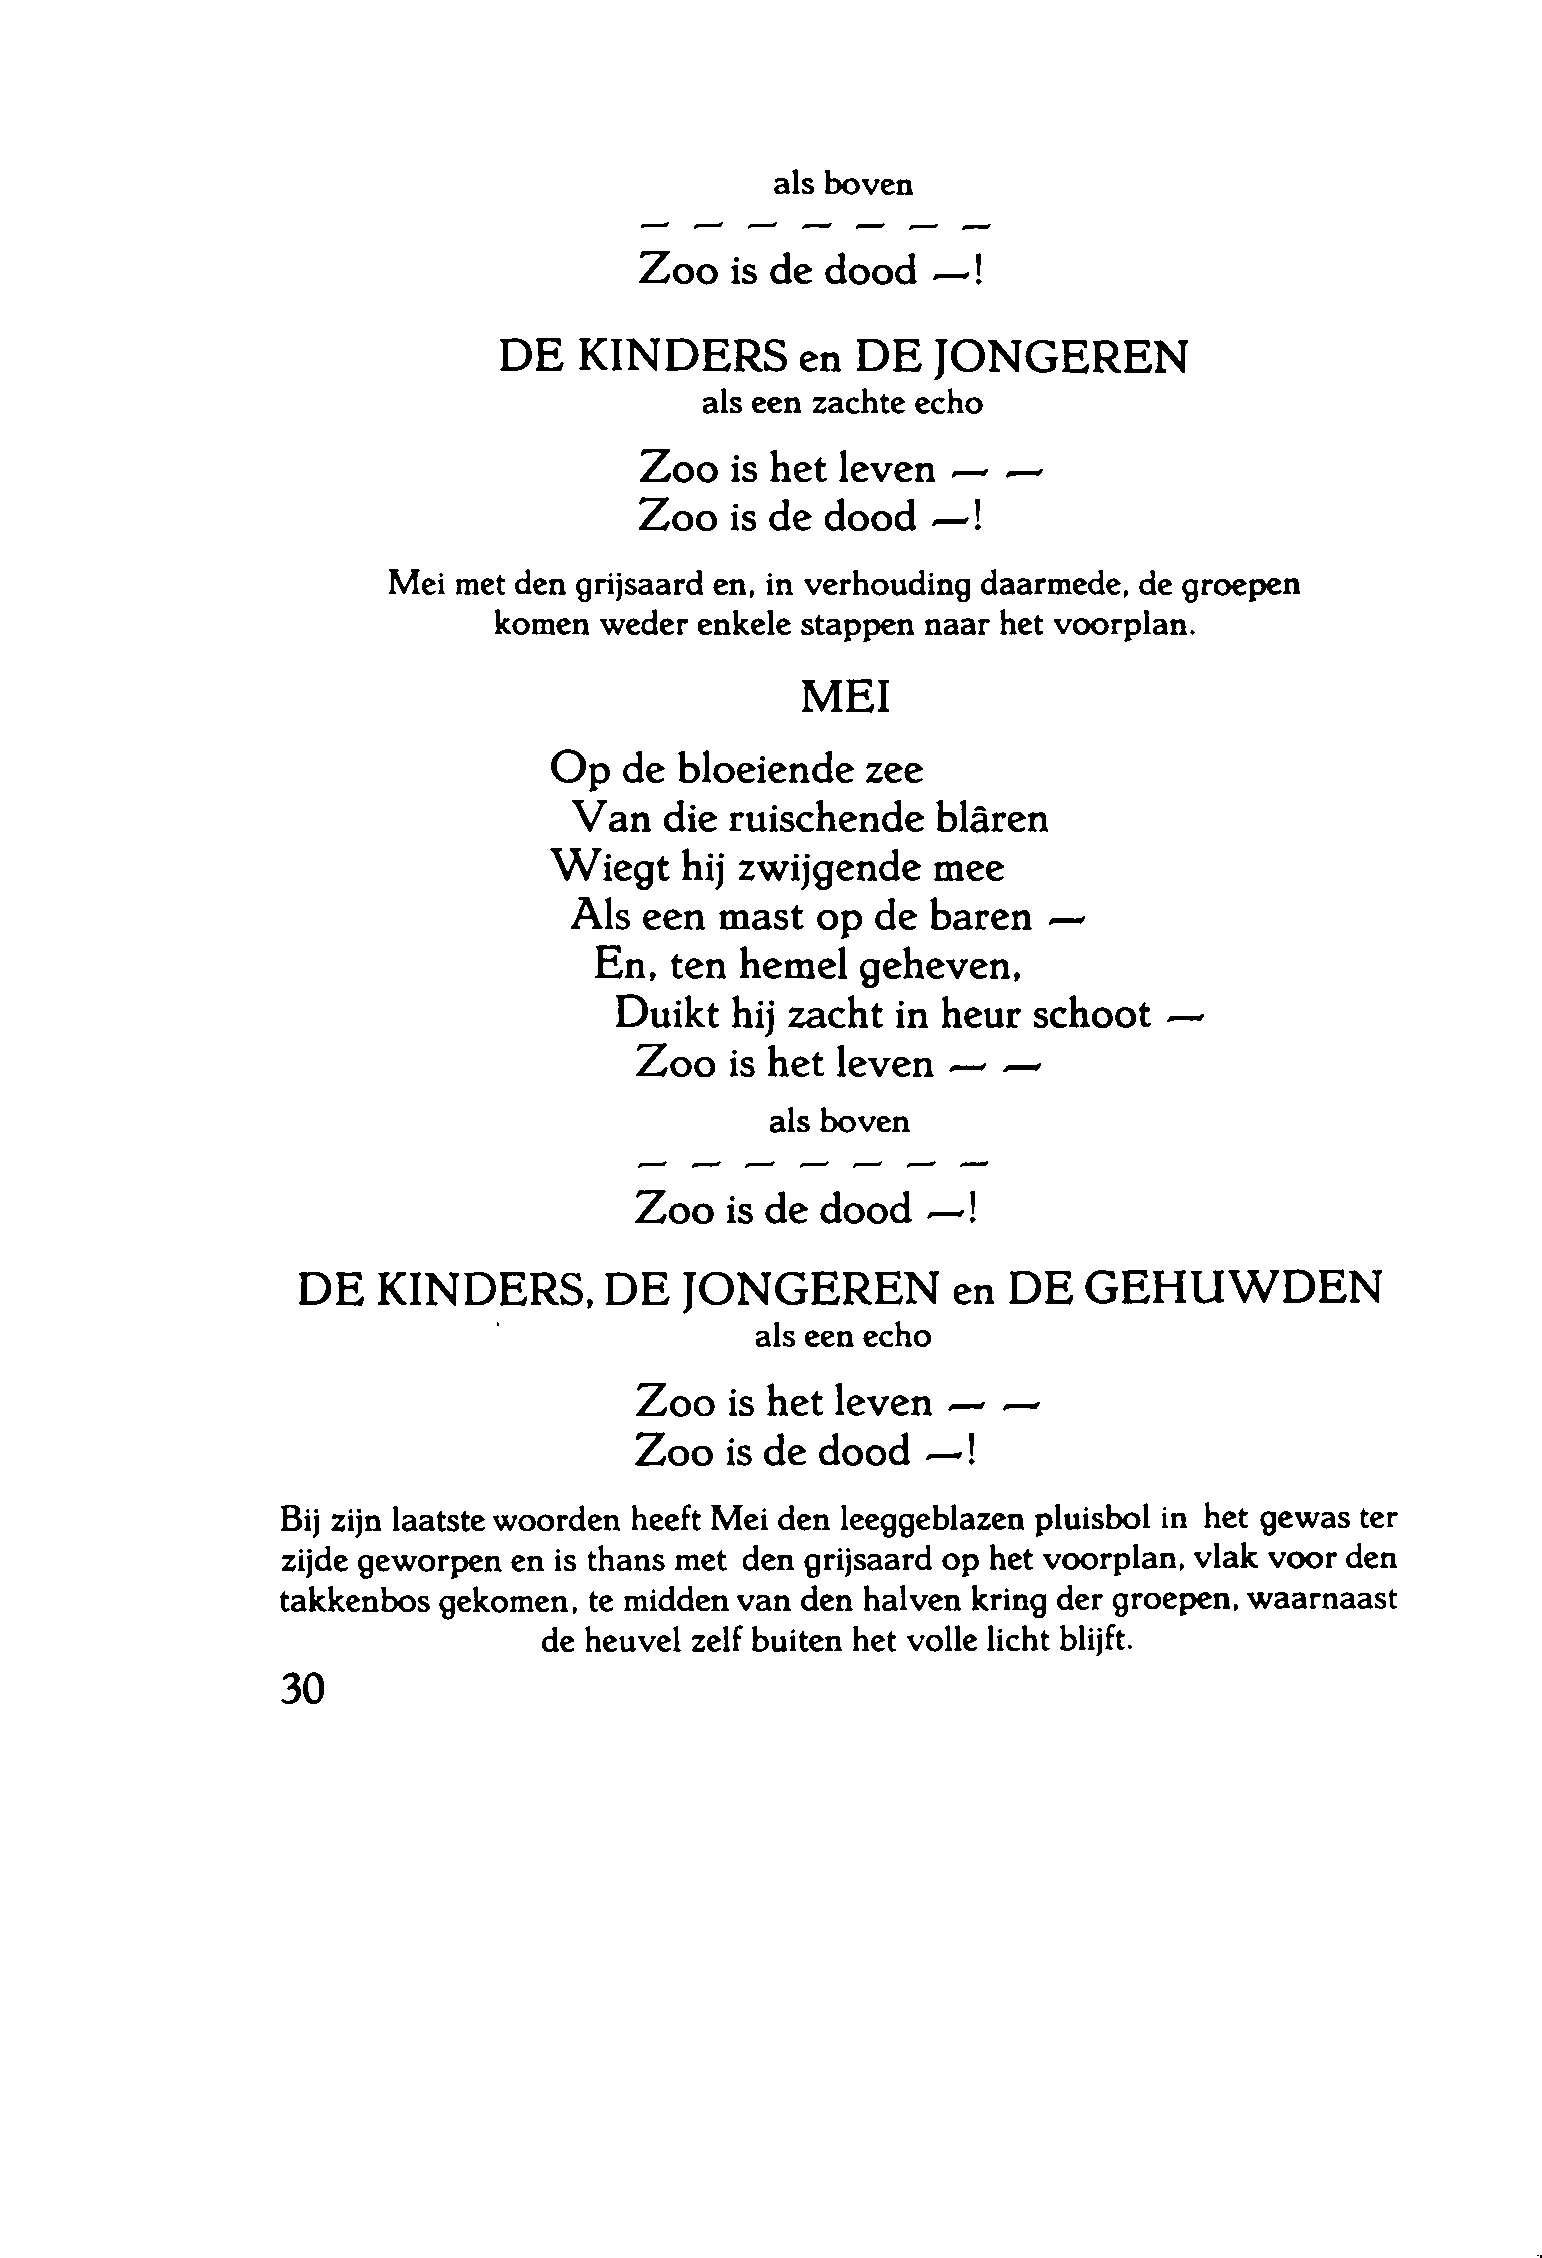 als boven
— — — — — — —
Zoo is de dood —!
DE KINDERS en DE JONGEREN
als een zachte echo
Zoo is het leven — —
Zoo is de dood —!
Mei met den grijsaard en, in verhouding daarmede, de groepen
komen weder enkele stappen naar het voorplan.
MEI
Op de bloeiende zee
Van die ruischende blâren
Wiegt hij zwijgende mee
Als een mast op de baren —
En, ten hemel geheven,
Duikt hij zacht in heur schoot —
Zoo is het leven — —
als boven
— — — — — — —
Zoo is de dood —!
DE KINDERS, DE JONGEREN en DE GEHUWDEN
als een echo
Zoo is het leven — —
Zoo is de dood —!
Bij zijn laatste woorden heeft Mei den leeggeblazen pluisbol in het gewas ter
zijde geworpen en is thans met den grijsaard op het voorplan, vlak voor den
takkenbos gekomen, te midden van den halven kring der groepen, waarnaast
de heuvel zelf buiten het volle licht blijft.
30